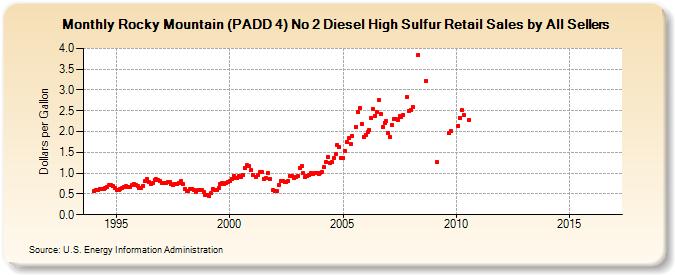 Monthly Rocky Mountain (PADD 4) No 2 Diesel High Sulfur Retail Sales by All Sellers
Dollars per Gallon
4.0
3.5
3.0
2.5
2.0
1.5
1.0
0.5
0.0
1995 2000 2005 2010 2015
Source: U.S. Energy Information Administration